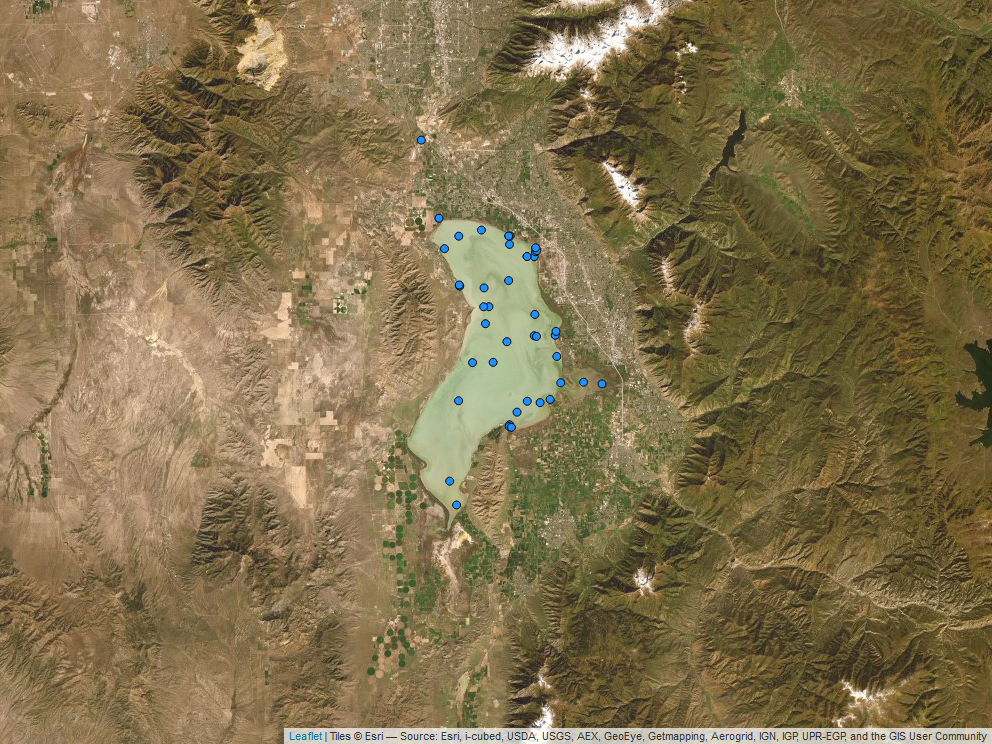 Leaflet | Tiles © Esri — Source: Esri, i-cubed, USDA, USGS, AEX, GeoEye, Getmapping, Aerogrid, IGN, IGP, UPR-EGP, and the GIS User Community